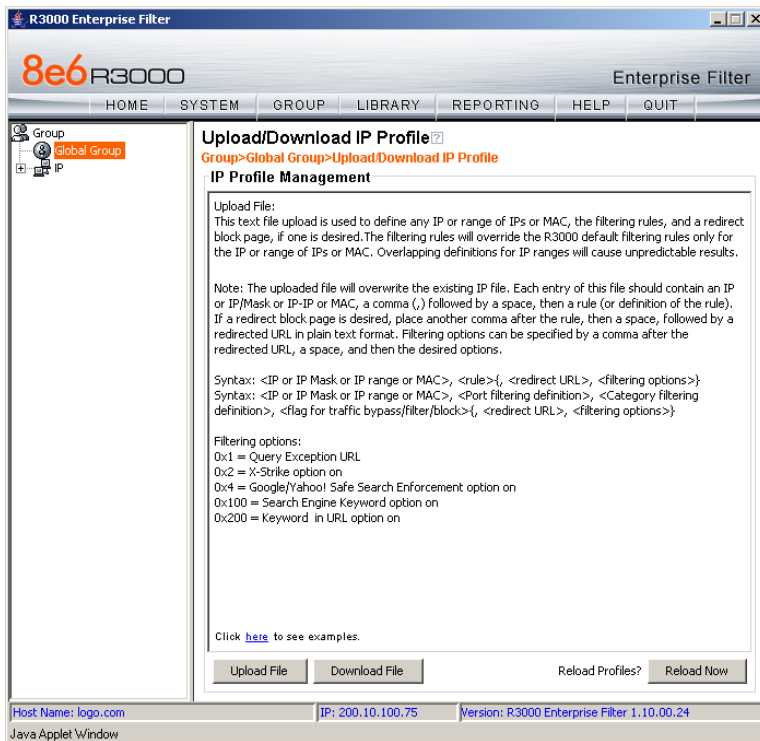 R3000 Enterprise Filter
8e6 R3000
Enterprise Filter
HOME SYSTEM GROUP LIBRARY REPORTING HELP QUIT
Group
Global Group
IP
Upload/Download IP Profile?
Group>Global Group>Upload/Download IP Profile
IP Profile Management
Upload File:
This text file upload is used to define any IP or range of IPs or MAC, the filtering rules, and a redirect
block page, if one is desired.The filtering rules will override the R3000 default filtering rules only for
the IP or range of IPs or MAC. Overlapping definitions for IP ranges will cause unpredictable results.
Note: The uploaded file will overwrite the existing IP file. Each entry of this file should contain an IP
or IP/Mask or IP-IP or MAC, a comma (,) followed by a space, then a rule (or definition of the rule).
If a redirect block page is desired, place another comma after the rule, then a space, followed by a
redirected URL in plain text format. Filtering options can be specified by a comma after the
redirected URL, a space, and then the desired options.
Syntax: <IP or IP Mask or IP range or MAC>, <rule>{, <redirect URL>, <filtering options>}
Syntax: <IP or IP Mask or IP range or MAC>, <Port filtering definition>, <Category filtering
definition>, <flag for traffic bypass/filter/block>{, <redirect URL>, <filtering options>}
Filtering options:
0x1 = Query Exception URL
0x2 = X-Strike option on
0x4 = Google/Yahoo! Safe Search Enforcement option on
0x100 = Search Engine Keyword option on
0x200 = Keyword in URL option on
Click here to see examples.
Upload File Download File Reload Profiles? Reload Now
Host Name: logo.com IP: 200.10.100.75 Version: R3000 Enterprise Filter 1.10.00.24
Java Applet Window